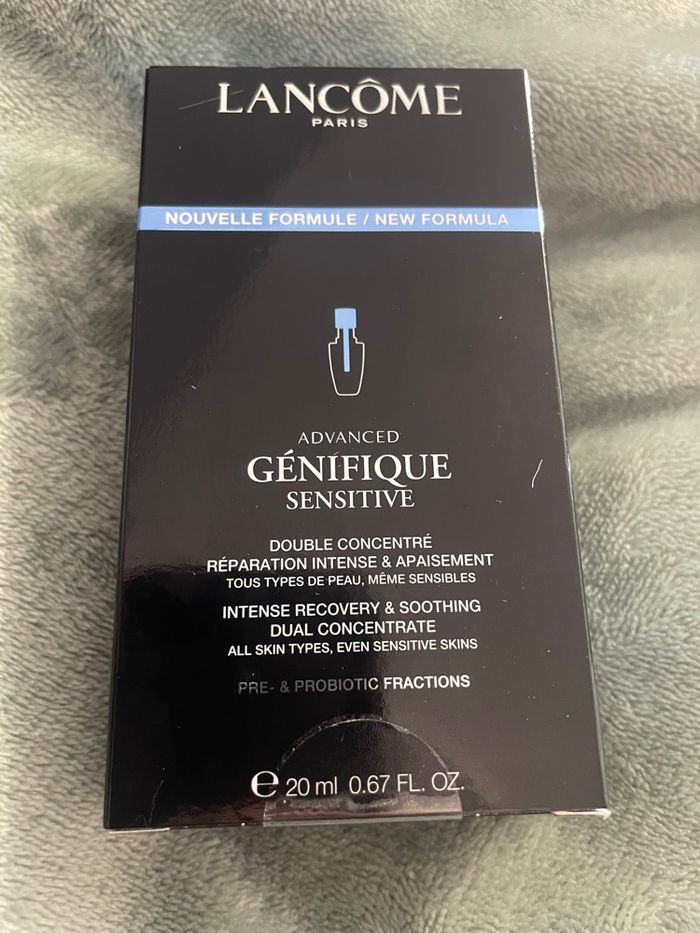 LANCÔME
PARIS
NOUVELLE FORMULE / NEW FORMULA
ADVANCED
GÉNIFIQUE
SENSITIVE
DOUBLE CONCENTRÉ
RÉPARATION INTENSE & APAISEMENT
TOUS TYPES DE PEAU, MÊME SENSIBLES
INTENSE RECOVERY & SOOTHING
DUAL CONCENTRATE
ALL SKIN TYPES, EVEN SENSITIVE SKINS
PRE- & PROBIOTIC FRACTIONS
℮ 20 ml 0.67 FL. OZ.